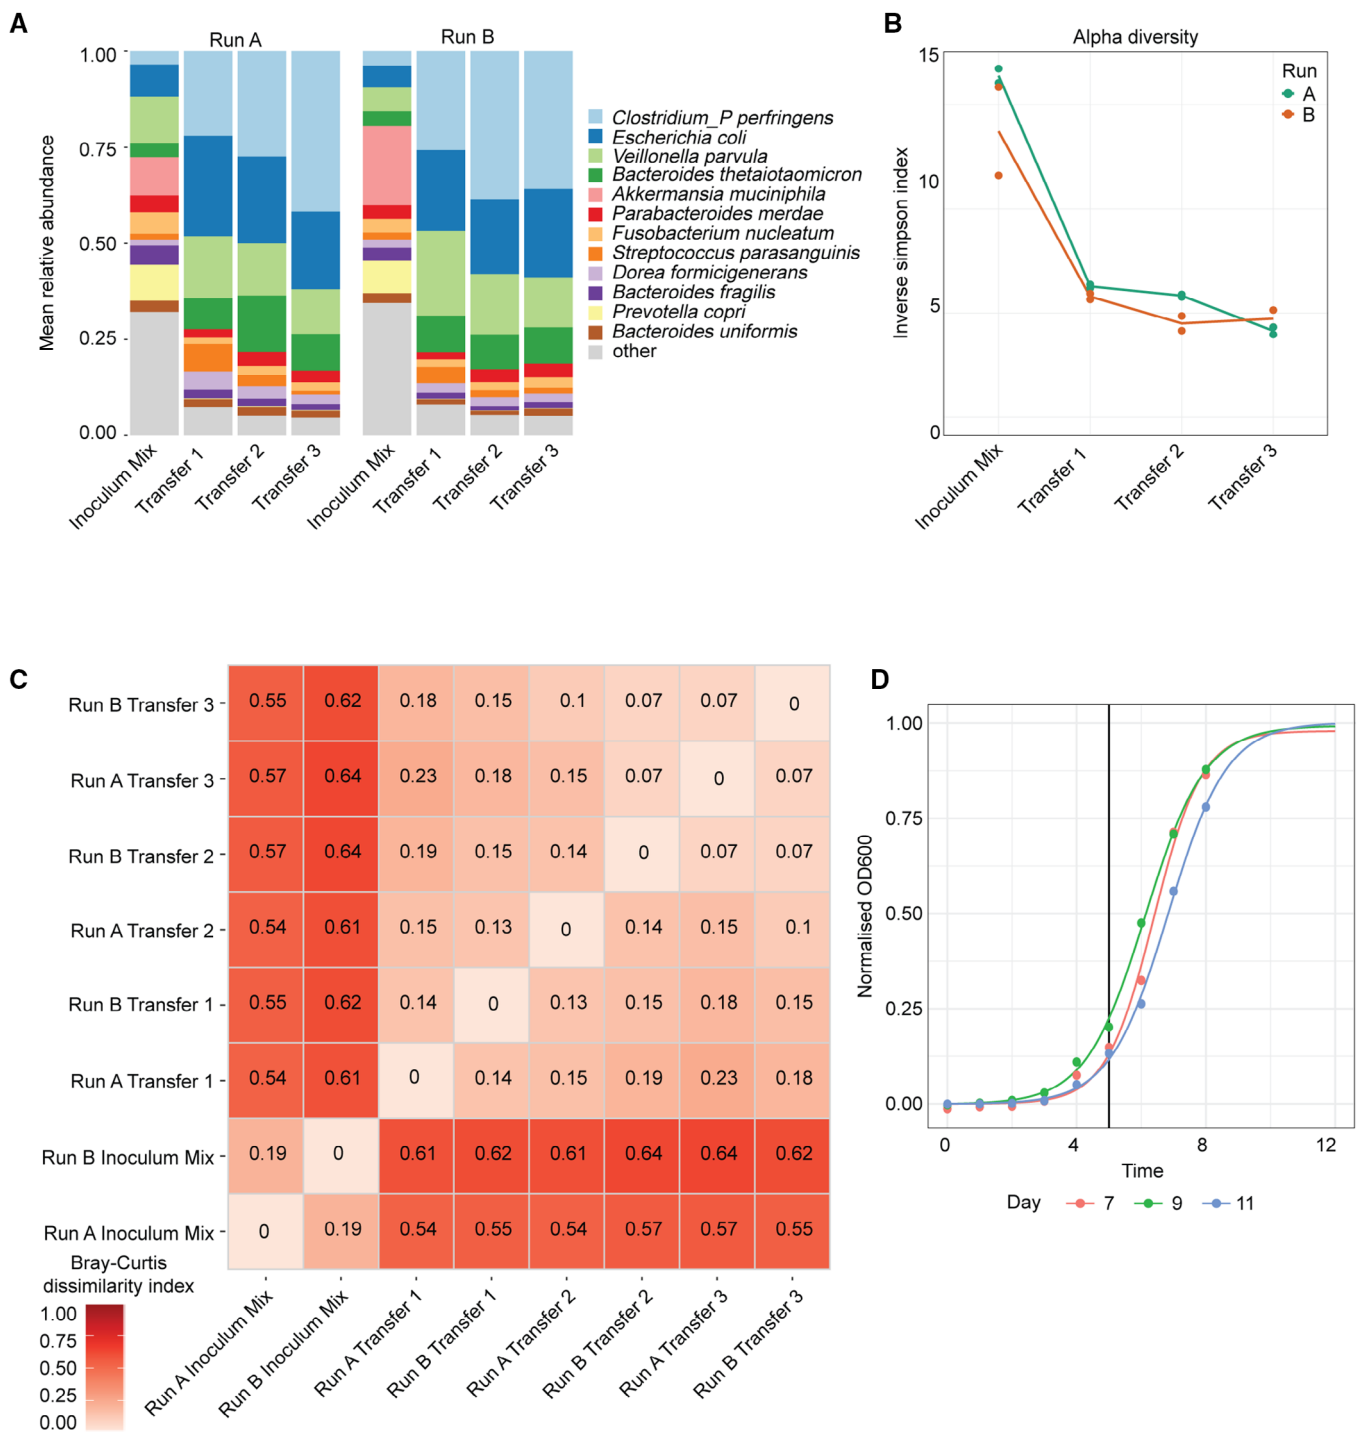 A
Run A
Run B
1.00
0.75
0.50
0.25
0.00
Mean relative abundance
Inoculum Mix
Transfer 1
Transfer 2
Transfer 3
Inoculum Mix
Transfer 1
Transfer 2
Transfer 3
Clostridium_P perfringens
Escherichia coli
Veillonella parvula
Bacteroides thetaiotaomicron
Akkermansia muciniphila
Parabacteroides merdae
Fusobacterium nucleatum
Streptococcus parasanguinis
Dorea formicigenerans
Bacteroides fragilis
Prevotella copri
Bacteroides uniformis
other
B
Alpha diversity
15
10
5
0
Inverse simpson index
Run
A
B
Inoculum Mix
Transfer 1
Transfer 2
Transfer 3
C
Run B Transfer 3 0.55 0.62 0.18 0.15 0.1 0.07 0.07 0
Run A Transfer 3 0.57 0.64 0.23 0.18 0.15 0.07 0 0.07
Run B Transfer 2 0.57 0.64 0.19 0.15 0.14 0 0.07 0.07
Run A Transfer 2 0.54 0.61 0.15 0.13 0 0.14 0.15 0.1
Run B Transfer 1 0.55 0.62 0.14 0 0.13 0.15 0.18 0.15
Run A Transfer 1 0.54 0.61 0 0.14 0.15 0.19 0.23 0.18
Run B Inoculum Mix 0.19 0 0.61 0.62 0.61 0.64 0.64 0.62
Run A Inoculum Mix 0 0.19 0.54 0.55 0.54 0.57 0.57 0.55
Run A Inoculum Mix
Run B Inoculum Mix
Run A Transfer 1
Run B Transfer 1
Run A Transfer 2
Run B Transfer 2
Run A Transfer 3
Run B Transfer 3
Bray-Curtis
dissimilarity index
1.00
0.75
0.50
0.25
0.00
D
1.00
0.75
0.50
0.25
0.00
Normalised OD600
0 4 8 12
Time
Day 7 9 11